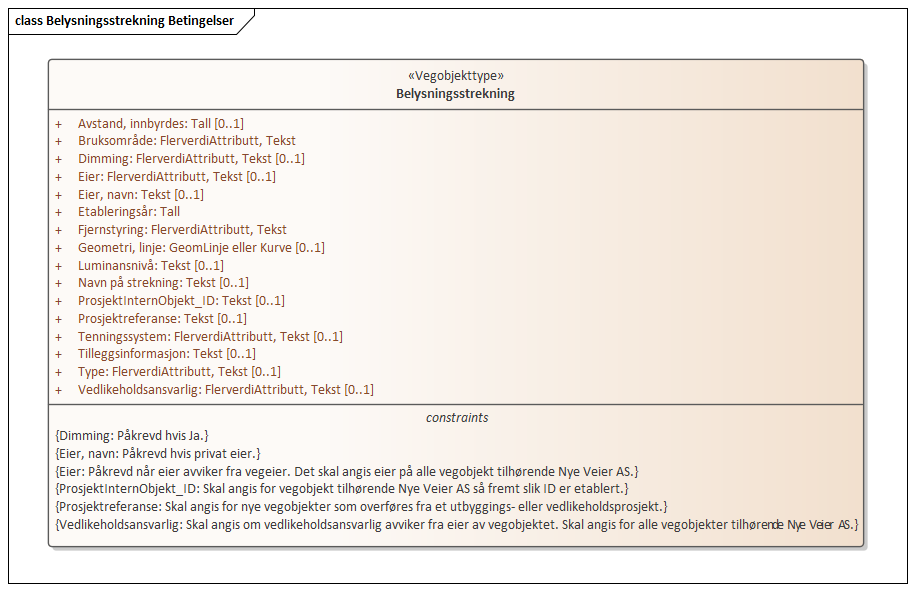 class Belysningsstrekning Betingelser
«Vegobjekttype»
Belysningsstrekning
+ Avstand, innbyrdes: Tall [0..1]
+ Bruksområde: FlerverdiAttributt, Tekst
+ Dimming: FlerverdiAttributt, Tekst [0..1]
+ Eier: FlerverdiAttributt, Tekst [0..1]
+ Eier, navn: Tekst [0..1]
+ Etableringsår: Tall
+ Fjernstyring: FlerverdiAttributt, Tekst
+ Geometri, linje: GeomLinje eller Kurve [0..1]
+ Luminansnivå: Tekst [0..1]
+ Navn på strekning: Tekst [0..1]
+ ProsjektInternObjekt_ID: Tekst [0..1]
+ Prosjektreferanse: Tekst [0..1]
+ Tenningssystem: FlerverdiAttributt, Tekst [0..1]
+ Tilleggsinformasjon: Tekst [0..1]
+ Type: FlerverdiAttributt, Tekst [0..1]
+ Vedlikeholdsansvarlig: FlerverdiAttributt, Tekst [0..1]
constraints
{Dimming: Påkrevd hvis Ja.}
{Eier, navn: Påkrevd hvis privat eier.}
{Eier: Påkrevd når eier avviker fra vegeier. Det skal angis eier på alle vegobjekt tilhørende Nye Veier AS.}
{ProsjektInternObjekt_ID: Skal angis for vegobjekt tilhørende Nye Veier AS så fremt slik ID er etablert.}
{Prosjektreferanse: Skal angis for nye vegobjekter som overføres fra et utbyggings- eller vedlikeholdsprosjekt.}
{Vedlikeholdsansvarlig: Skal angis om vedlikeholdsansvarlig avviker fra eier av vegobjektet. Skal angis for alle vegobjekter tilhørende Nye Veier AS.}